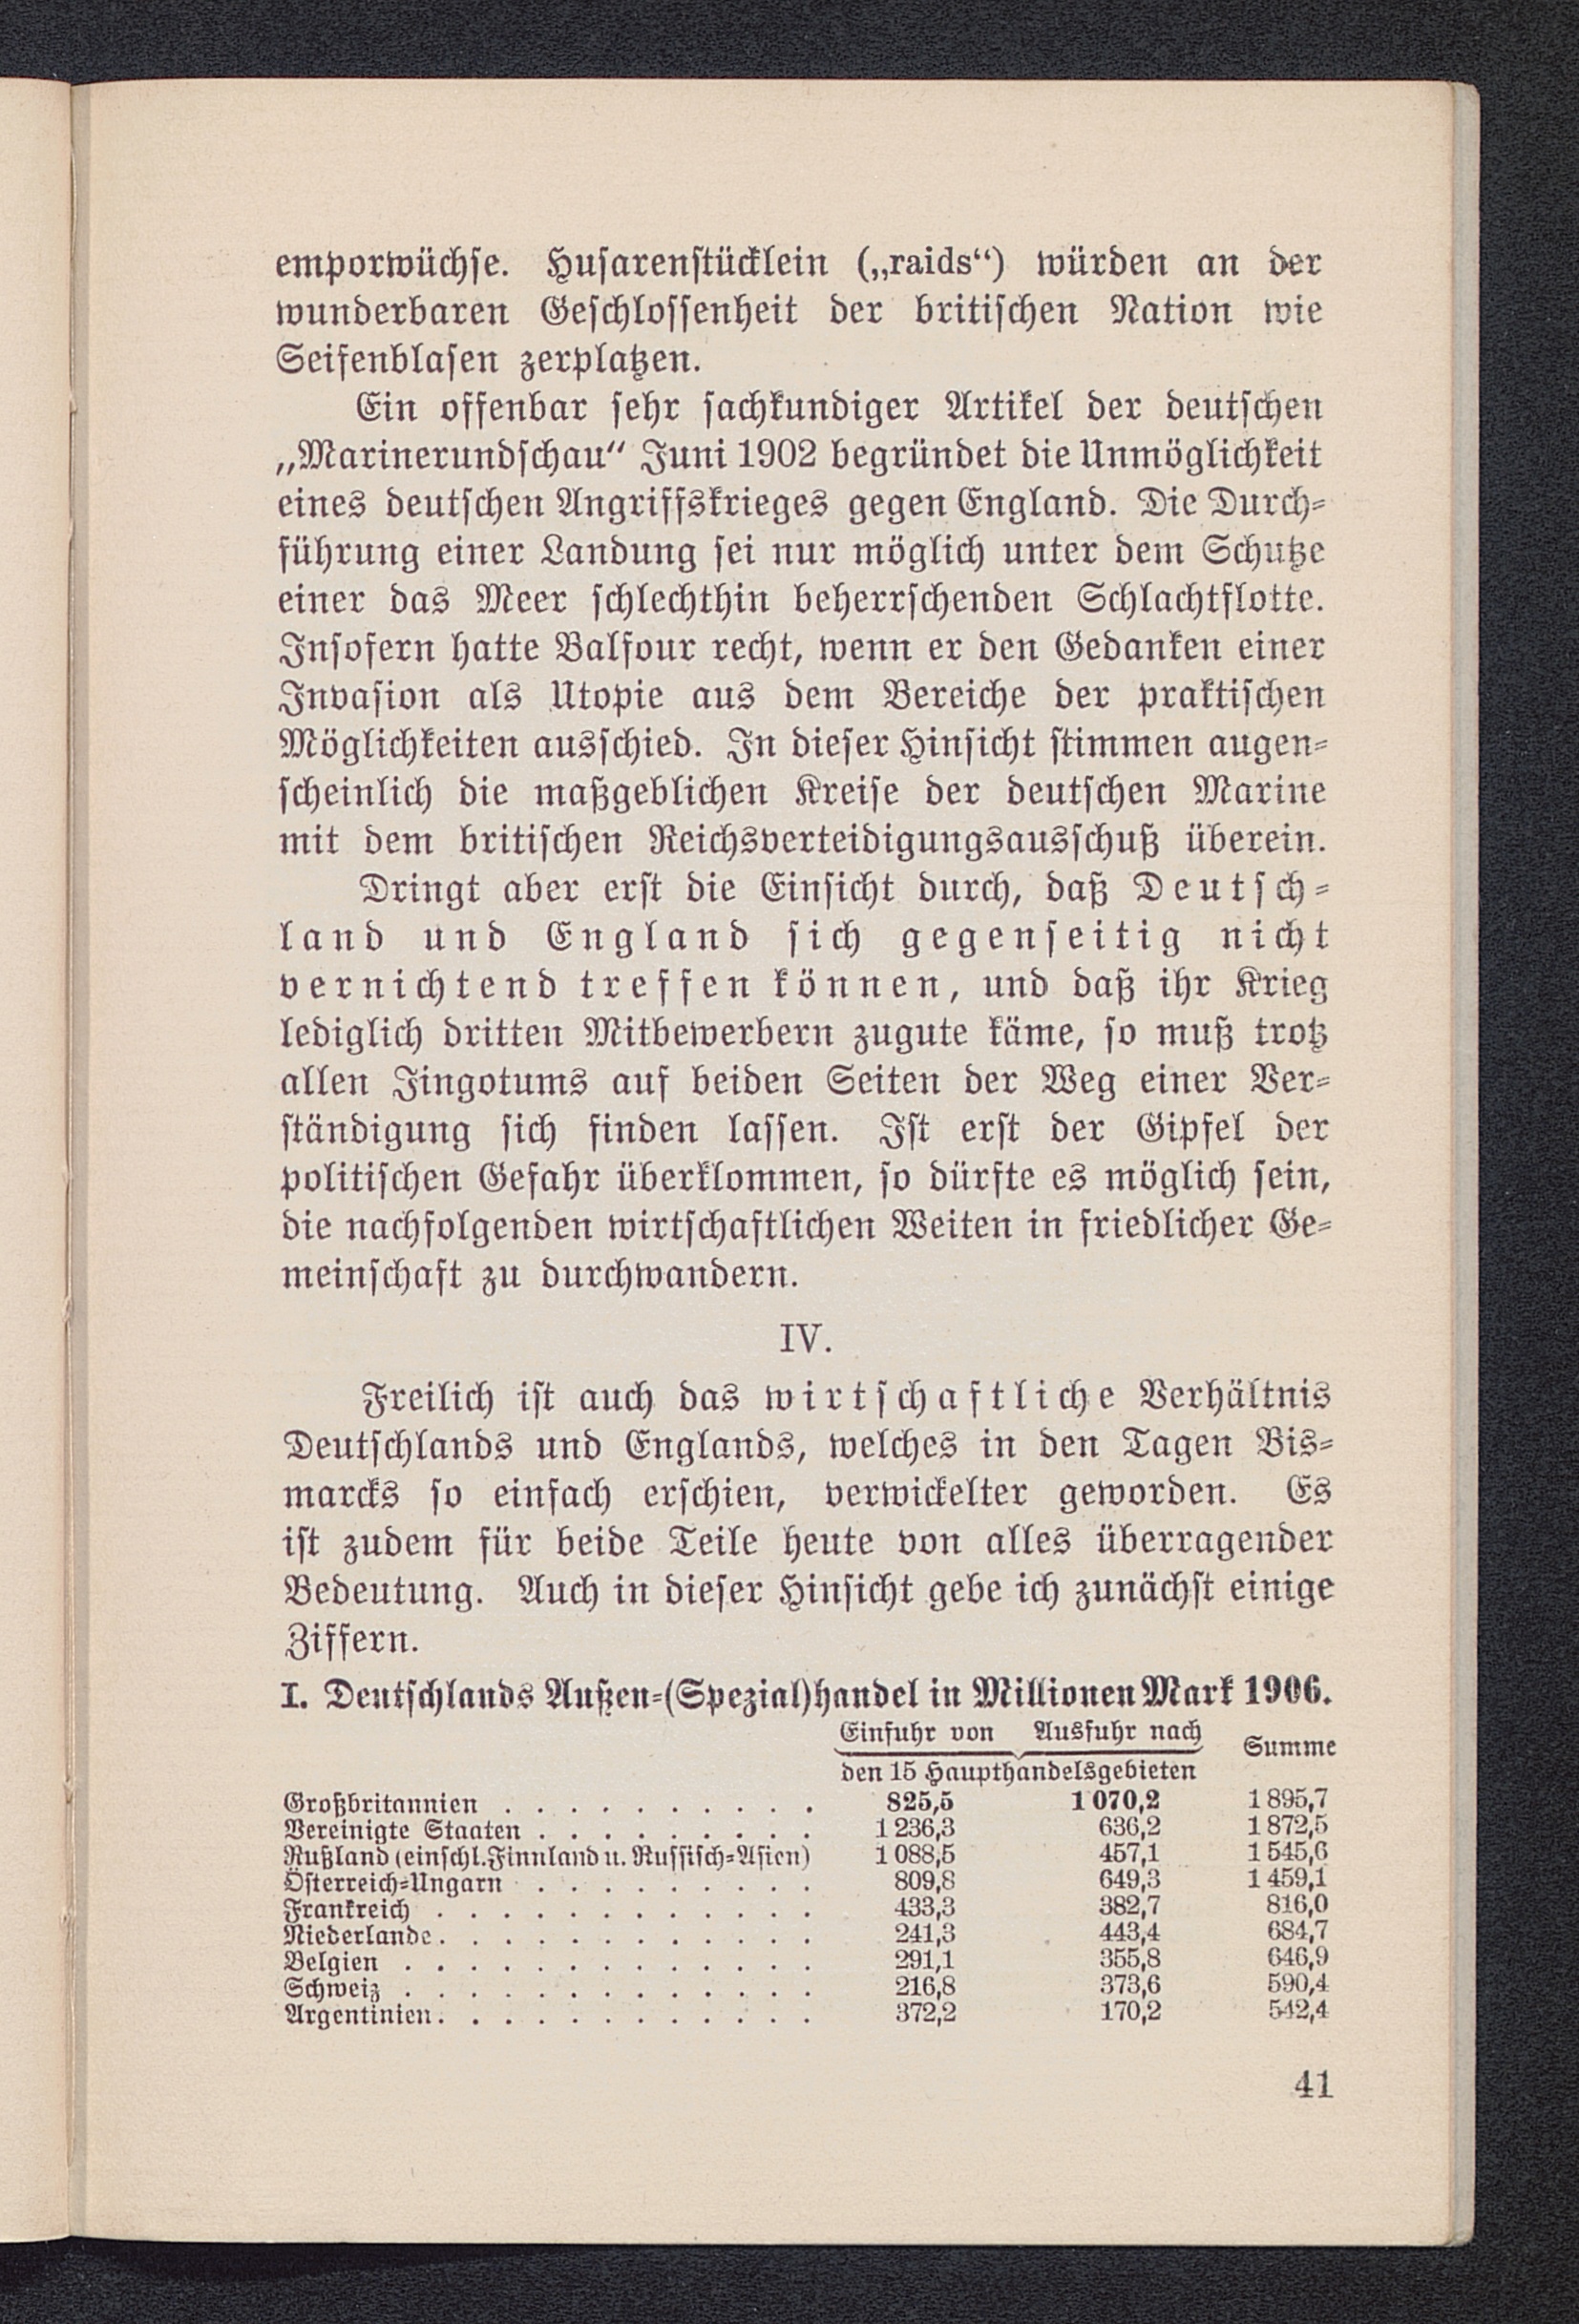 emporwüchse. Husarenstücklein („raids“) würden an der
wunderbaren Geschlossenheit der britischen Nation wie
Seifenblasen zerplatzen.
Ein offenbar sehr sachkundiger Artikel der deutschen
„Marinerundschau“ Juni 1902 begründet die Unmöglichkeit
eines deutschen Angriffskrieges gegen England. Die Durch-
führung einer Landung sei nur möglich unter dem Schutze
einer das Meer schlechthin beherrschenden Schlachtflotte.
Insofern hatte Balfour recht, wenn er den Gedanken einer
Invasion als Utopie aus dem Bereiche der praktischen
Möglichkeiten ausschied. In dieser Hinsicht stimmen augen-
scheinlich die maßgeblichen Kreise der deutschen Marine
mit dem britischen Reichsverteidigungsausschuß überein.
Dringt aber erst die Einsicht durch, daß Deutsch-
land und England sich gegenseitig nicht
vernichtend treffen können, und daß ihr Krieg
lediglich dritten Mitbewerbern zugute käme, so muß trotz
allen Jingotums auf beiden Seiten der Weg einer Ver-
ständigung sich finden lassen. Ist erst der Gipfel der
politischen Gefahr überklommen, so dürfte es möglich sein,
die nachfolgenden wirtschaftlichen Weiten in friedlicher Ge-
meinschaft zu durchwandern.
IV.
Freilich ist auch das wirtschaftliche Verhältnis
Deutschlands und Englands, welches in den Tagen Bis-
marcks so einfach erschien, verwickelter geworden. Es
ist zudem für beide Teile heute von alles überragender
Bedeutung. Auch in dieser Hinsicht gebe ich zunächst einige
Ziffern.
I. Deutschlands Außen-(Spezial)handel in Millionen Mark 1906.
Einfuhr von Ausfuhr nach Summe
den 15 Haupthandelsgebieten
Großbritannien . . . . . . . . . . 825,5 1 070,2 1 895,7
Vereinigte Staaten . . . . . . . . . 1 236,3 636,2 1 872,5
Rußland (einschl. Finnland u. Russisch-Asien) 1 088,5 457,1 1 545,6
Österreich-Ungarn . . . . . . . . . 809,8 649,3 1 459,1
Frankreich . . . . . . . . . . . . 433,3 382,7 816,0
Niederlande . . . . . . . . . . . . 241,3 443,4 684,7
Belgien . . . . . . . . . . . . . 291,1 355,8 646,9
Schweiz . . . . . . . . . . . . . 216,8 373,6 590,4
Argentinien . . . . . . . . . . . . 372,2 170,2 542,4
41